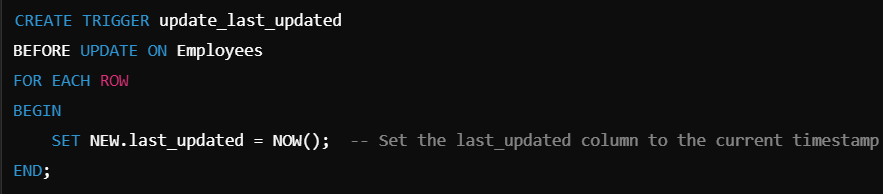 CREATE TRIGGER update_last_updated
BEFORE UPDATE ON Employees
FOR EACH ROW
BEGIN
    SET NEW.last_updated = NOW();  -- Set the last_updated column to the current timestamp
END;